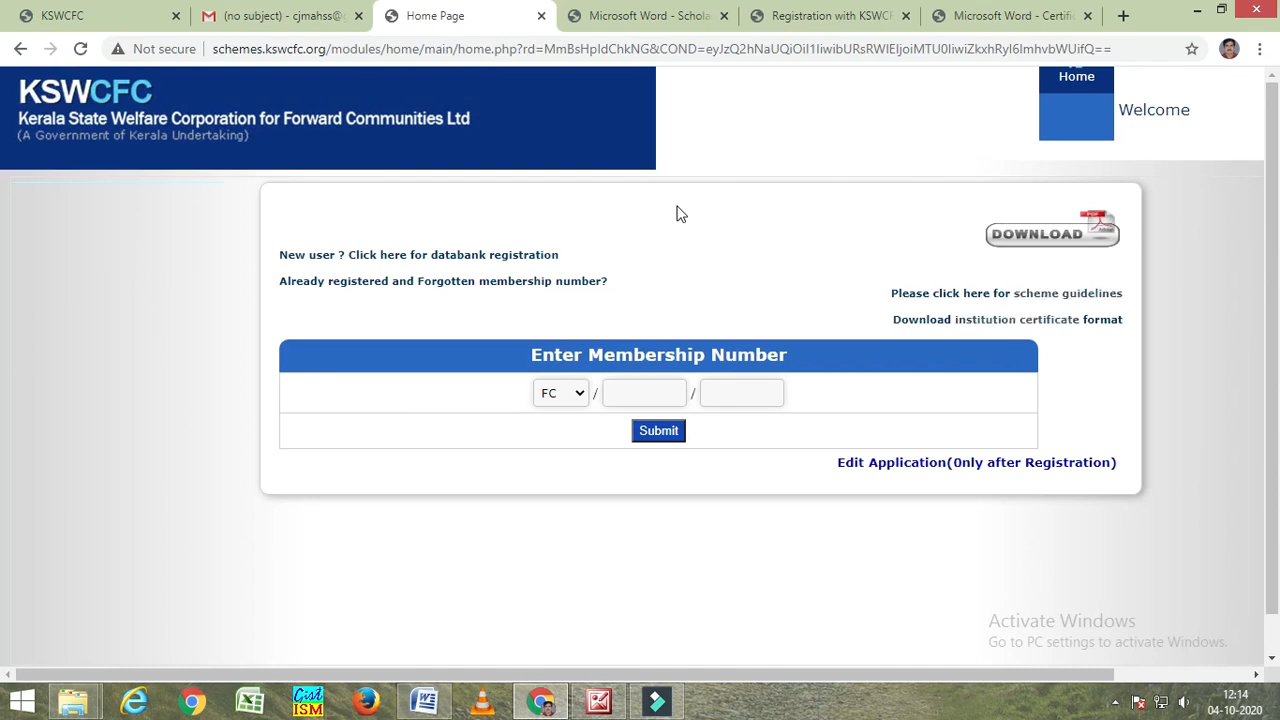 KSWCFC
(no subject) - cjmahss@g
Home Page
Microsoft Word - Schola
Registration with KSWCF
Microsoft Word - Certific
Not secure
schemes.kswcfc.org/modules/home/main/home.php?rd=MmBsHpIdChkNG&COND=eyJzQ2hNaUQiOiI1IiwibURsRWIEIjoiMTU0IiwiZkxhRyI6ImhvbWUifQ==
KSWCFC
Kerala State Welfare Corporation for Forward Communities Ltd
(A Government of Kerala Undertaking)
Home
Welcome
DOWNLOAD
New user ? Click here for databank registration
Already registered and Forgotten membership number?
Please click here for scheme guidelines
Download institution certificate format
Enter Membership Number
FC / /
Submit
Edit Application(0nly after Registration)
Activate Windows
Go to PC settings to activate Windows.
Gist
ISM
12:14
04-10-2020